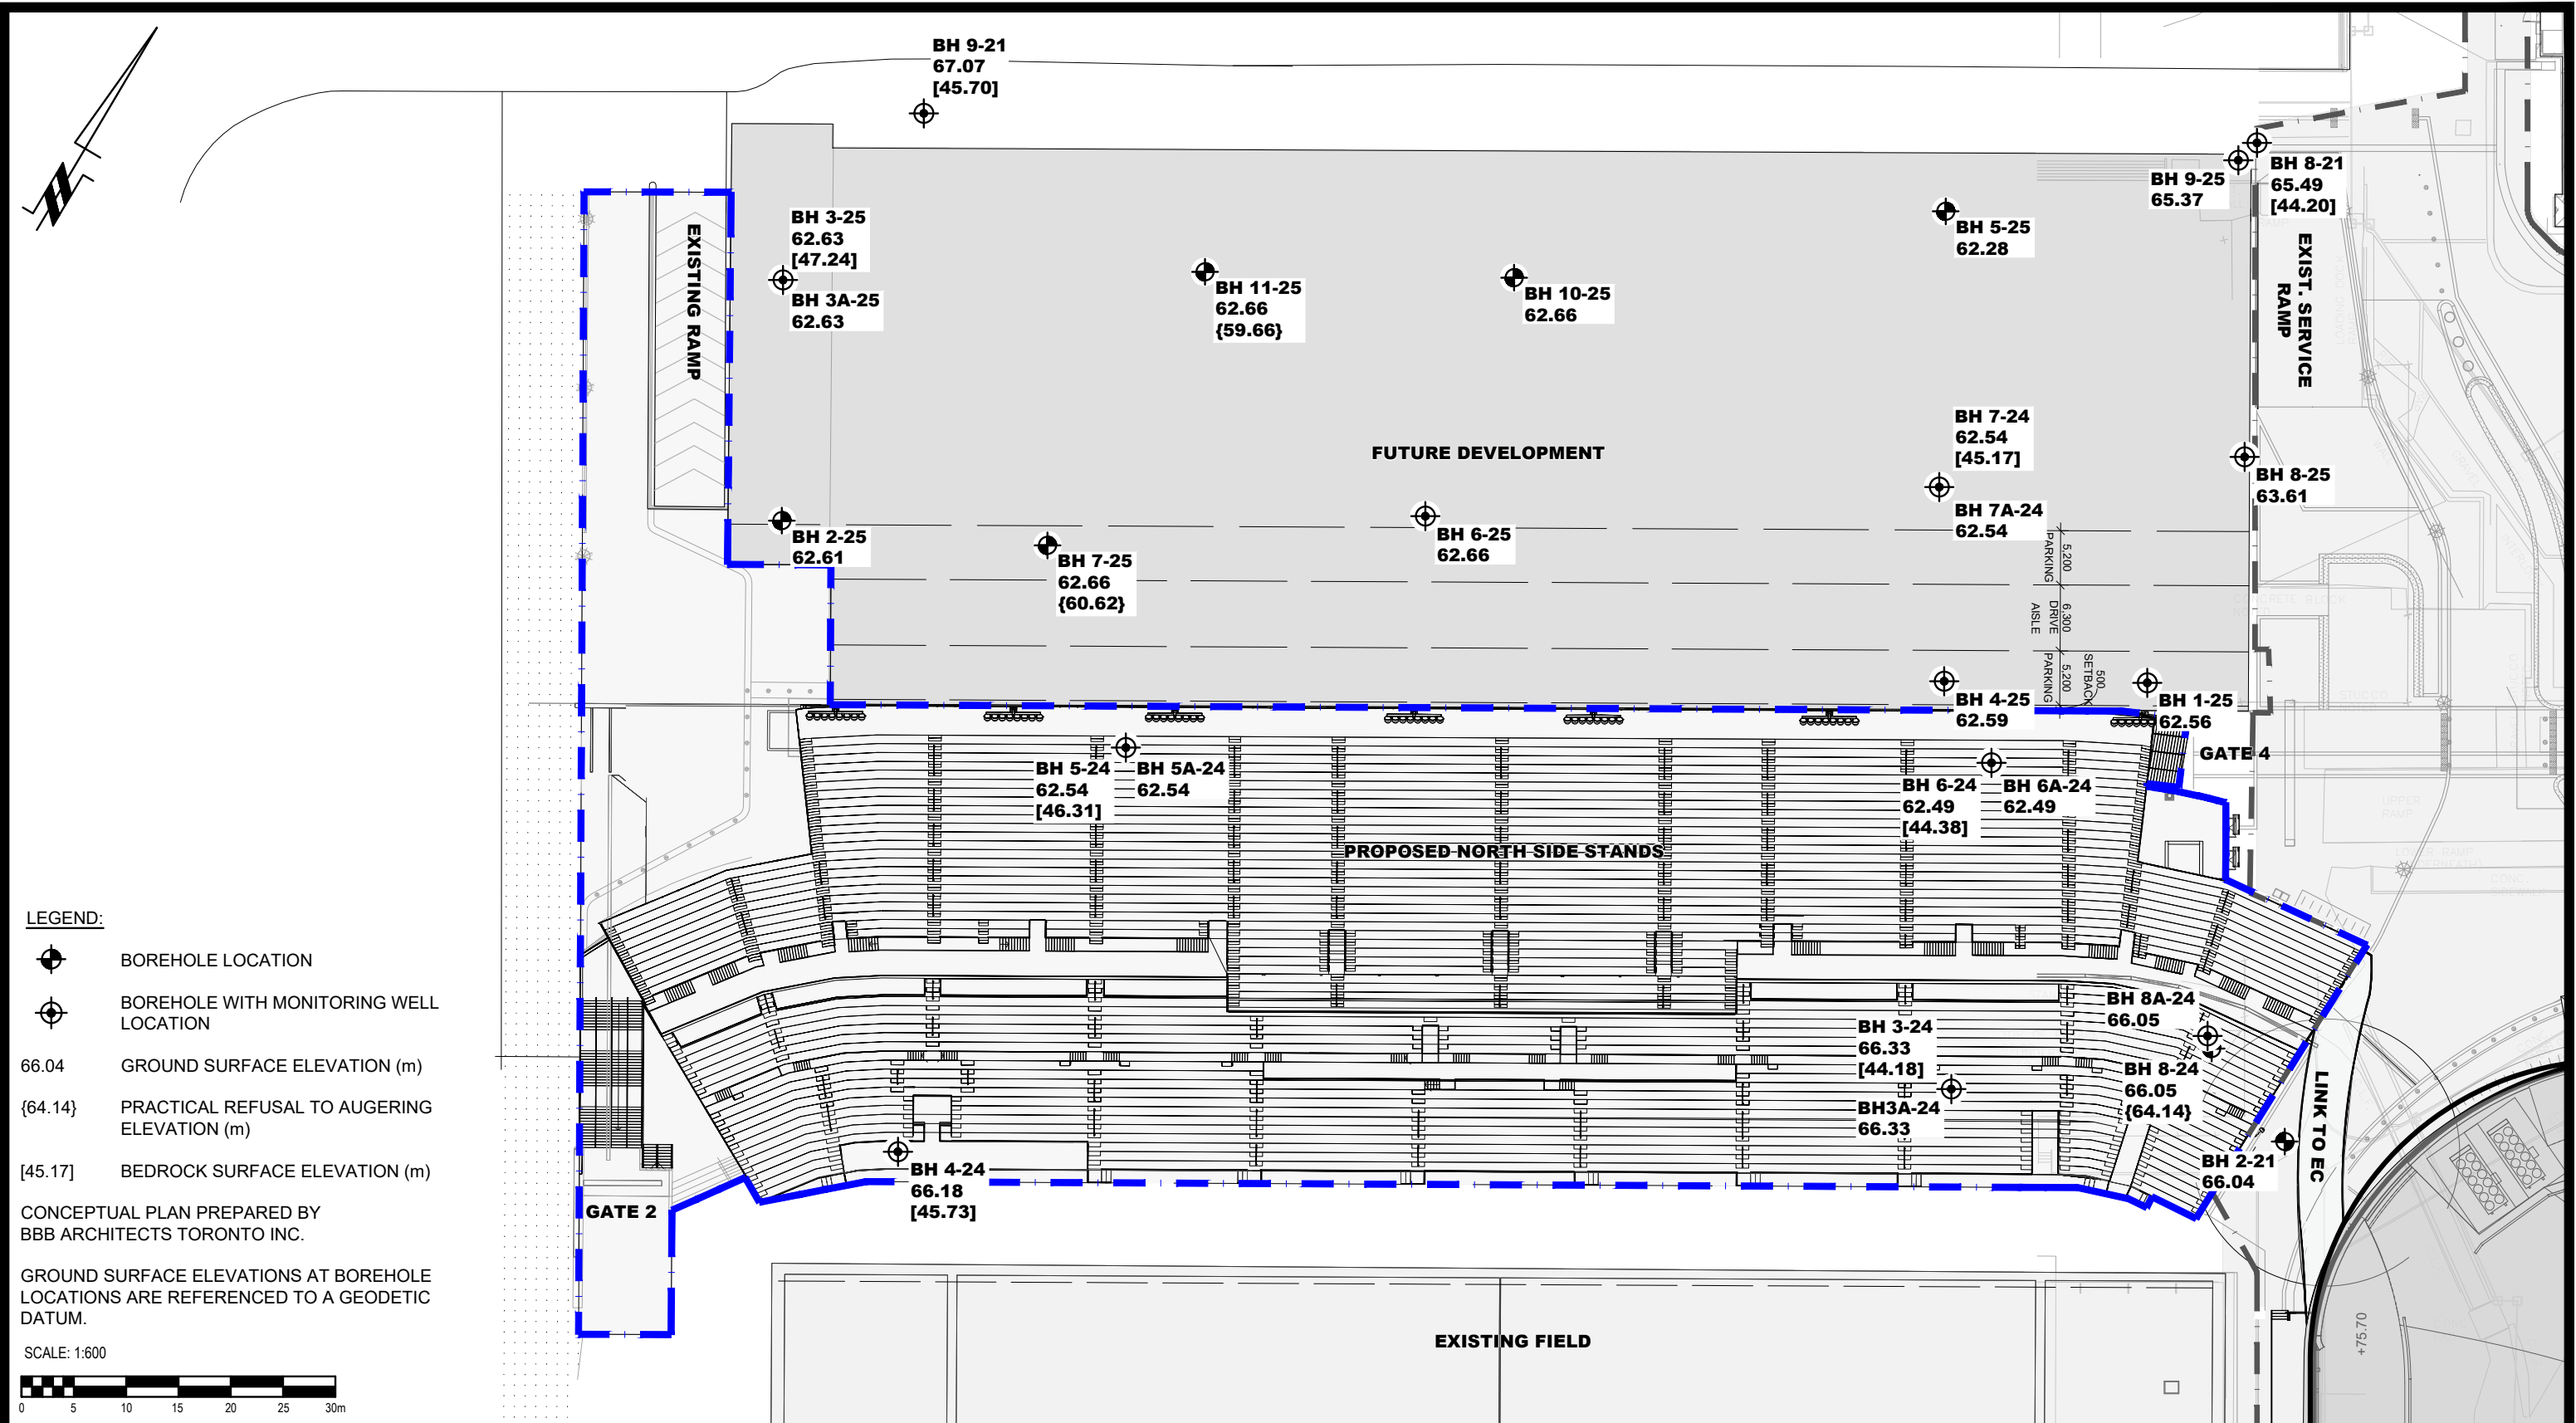 BH 9-21
67.07
[45.70]
BH 8-21
65.49
[44.20]
BH 9-25
65.37
BH 3-25
62.63
[47.24]
BH 3A-25
62.63
EXISTING RAMP
BH 5-25
62.28
BH 11-25
62.66
{59.66}
BH 10-25
62.66
EXIST. SERVICE
RAMP
FUTURE DEVELOPMENT
BH 7-24
62.54
[45.17]
BH 7A-24
62.54
BH 8-25
63.61
BH 2-25
62.61
BH 7-25
62.66
{60.62}
BH 6-25
62.66
5,200
PARKING
6,300
DRIVE
AISLE
5,200
PARKING
500
SETBACK
BH 4-25
62.59
BH 1-25
62.56
GATE 4
BH 5-24
62.54
[46.31]
BH 5A-24
62.54
BH 6-24
62.49
[44.38]
BH 6A-24
62.49
UPPER
RAMP
PROPOSED NORTH SIDE STANDS
BH 8A-24
66.05
BH 3-24
66.33
[44.18]
BH3A-24
66.33
BH 8-24
66.05
{64.14}
BH 2-21
66.04
LINK TO EC
BH 4-24
66.18
[45.73]
GATE 2
EXISTING FIELD
+75.70
LEGEND:
BOREHOLE LOCATION
BOREHOLE WITH MONITORING WELL
LOCATION
66.04 GROUND SURFACE ELEVATION (m)
{64.14} PRACTICAL REFUSAL TO AUGERING
ELEVATION (m)
[45.17] BEDROCK SURFACE ELEVATION (m)
CONCEPTUAL PLAN PREPARED BY
BBB ARCHITECTS TORONTO INC.
GROUND SURFACE ELEVATIONS AT BOREHOLE
LOCATIONS ARE REFERENCED TO A GEODETIC
DATUM.
SCALE: 1:600
0 5 10 15 20 25 30m